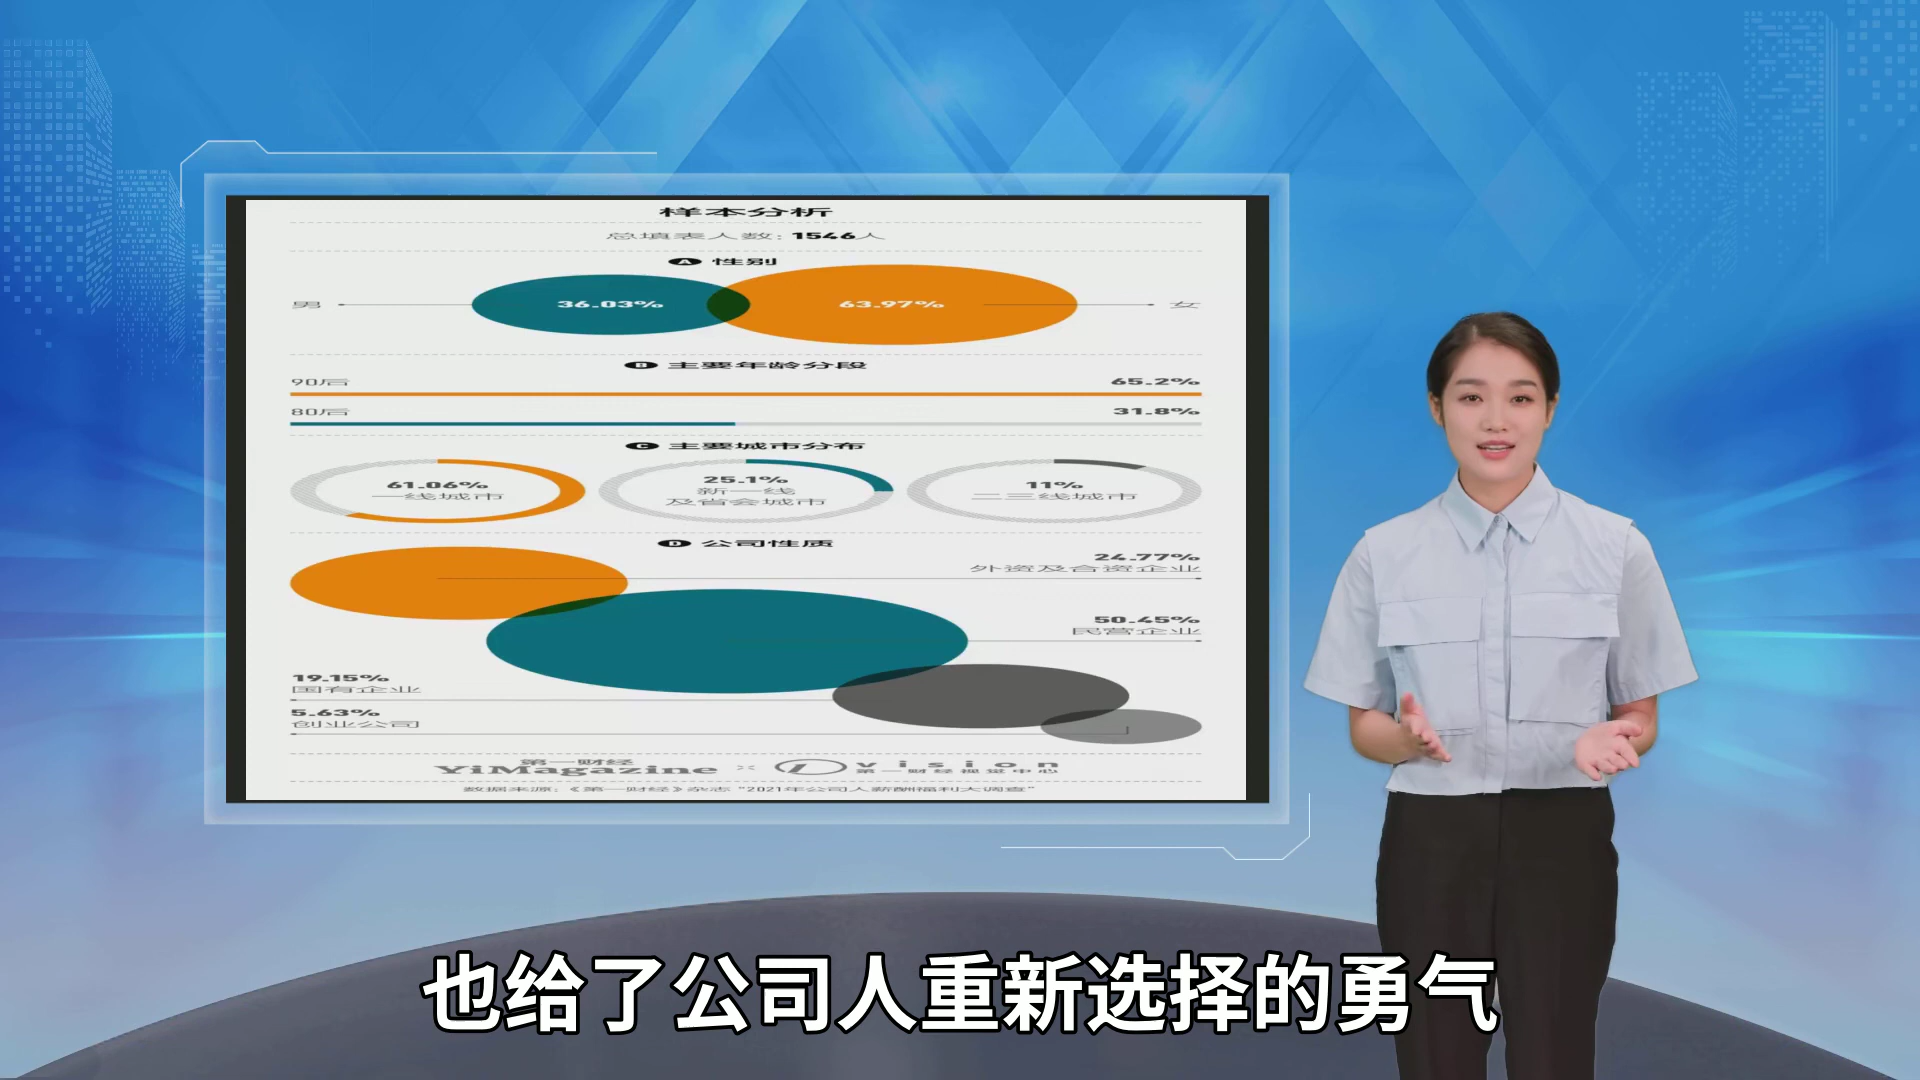 样本分析
总填表人数：1546人
A 性别
男
36.03%
63.97%
女
B 主要年龄分段
90后
65.2%
80后
31.8%
C 主要城市分布
61.06%
一线城市
25.1%
新一线
及省会城市
11%
二三线城市
D 公司性质
24.77%
外资及合资企业
50.45%
民营企业
19.15%
国有企业
5.63%
创业公司
第一财经
YiMagazine
×
vision
第一财经视觉中心
数据来源：《第一财经》杂志“2021年公司人薪酬福利大调查”
也给了公司人重新选择的勇气